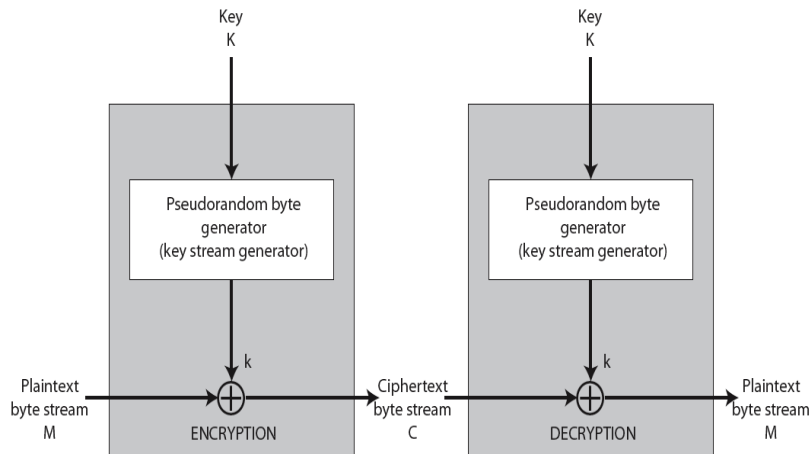 Key
K
Key
K
Pseudorandom byte
generator
(key stream generator)
Pseudorandom byte
generator
(key stream generator)
k
k
Plaintext
byte stream
M
Ciphertext
byte stream
C
Plaintext
byte stream
M
ENCRYPTION
DECRYPTION